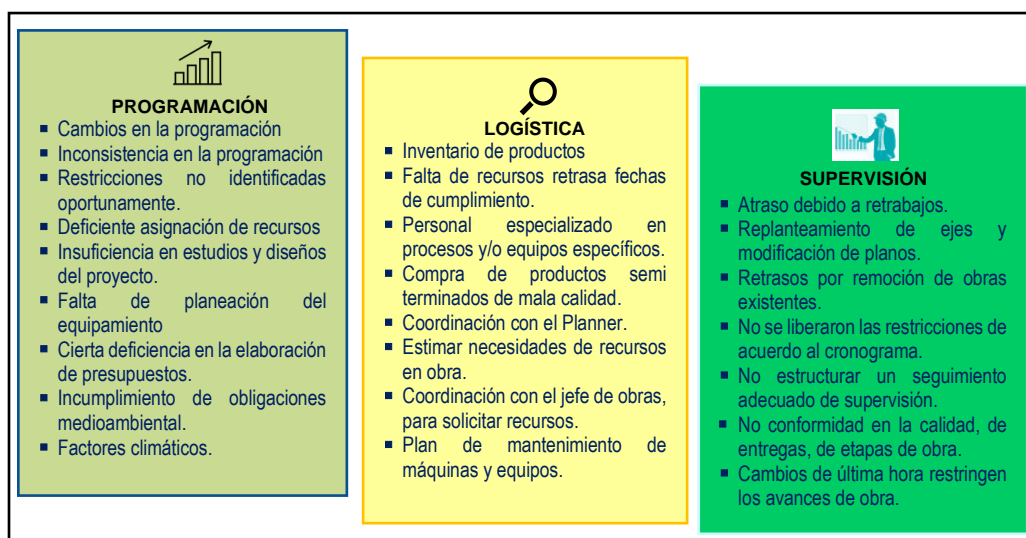 PROGRAMACIÓN
▪ Cambios en la programación
▪ Inconsistencia en la programación
▪ Restricciones no identificadas
oportunamente.
▪ Deficiente asignación de recursos
▪ Insuficiencia en estudios y diseños
del proyecto.
▪ Falta de planeación del
equipamiento
▪ Cierta deficiencia en la elaboración
de presupuestos.
▪ Incumplimiento de obligaciones
medioambiental.
▪ Factores climáticos.
LOGÍSTICA
▪ Inventario de productos
▪ Falta de recursos retrasa fechas
de cumplimiento.
▪ Personal especializado en
procesos y/o equipos específicos.
▪ Compra de productos semi
terminados de mala calidad.
▪ Coordinación con el Planner.
▪ Estimar necesidades de recursos
en obra.
▪ Coordinación con el jefe de obras,
para solicitar recursos.
▪ Plan de mantenimiento de
máquinas y equipos.
SUPERVISIÓN
▪ Atraso debido a retrabajos.
▪ Replanteamiento de ejes y
modificación de planos.
▪ Retrasos por remoción de obras
existentes.
▪ No se liberaron las restricciones de
acuerdo al cronograma.
▪ No estructurar un seguimiento
adecuado de supervisión.
▪ No conformidad en la calidad, de
entregas, de etapas de obra.
▪ Cambios de última hora restringen
los avances de obra.